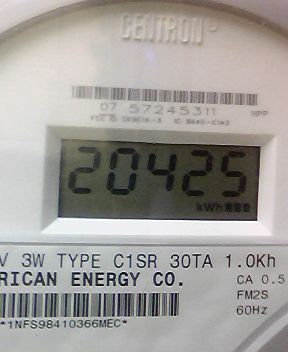 CENTRON®
07 57245311 HPP
20425
kWh
V 3W TYPE C1SR 30TA 1.0Kh
RICAN ENERGY CO. CA 0.5
FM2S
*1NFS98410366MEC* 60Hz